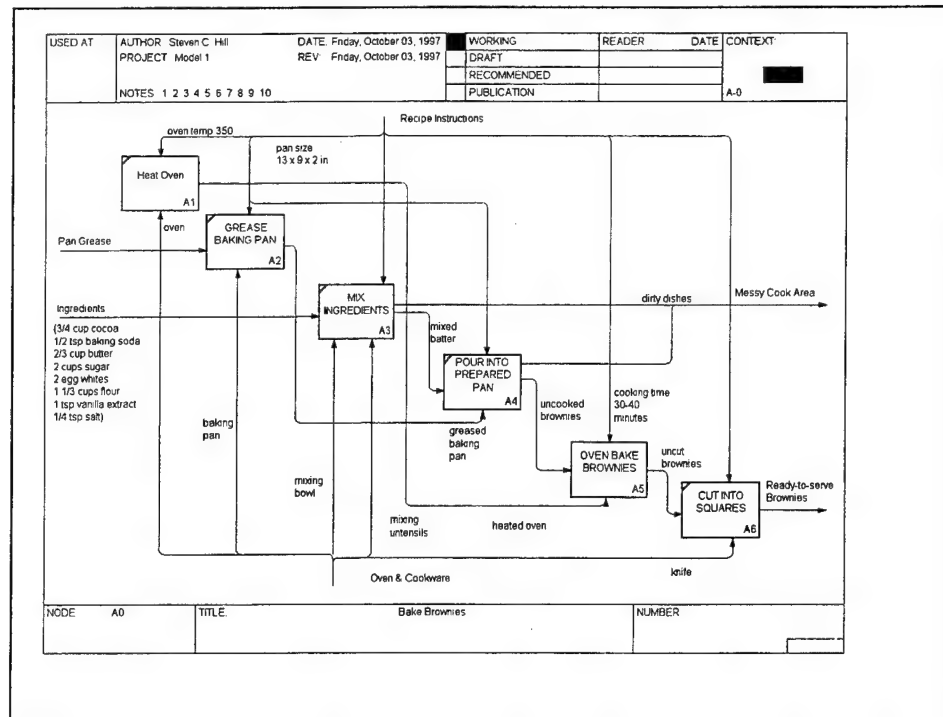 USED AT
AUTHOR Steven C Hill
DATE. Friday, October 03, 1997
WORKING
READER
DATE
CONTEXT:
PROJECT Model 1
REV: Friday, October 03, 1997
DRAFT
RECOMMENDED
NOTES 1 2 3 4 5 6 7 8 9 10
PUBLICATION
A-0
Recipe Instructions
oven temp 350
pan size
13 x 9 x 2 in
Heat Oven
A1
oven
GREASE
BAKING PAN
A2
Pan Grease
MIX
INGREDIENTS
A3
dirty dishes
Messy Cook Area
Ingredients
(3/4 cup cocoa
1/2 tsp baking soda
2/3 cup butter
2 cups sugar
2 egg whites
1 1/3 cups flour
1 tsp vanilla extract
1/4 tsp salt)
mixed
batter
POUR INTO
PREPARED
PAN
A4
cooking time
30-40
minutes
uncooked
brownies
baking
pan
greased
baking
pan
OVEN BAKE
BROWNIES
A5
uncut
brownies
mixing
bowl
CUT INTO
SQUARES
A6
Ready-to-serve
Brownies
mixing
untensils
heated oven
knife
Oven & Cookware
NODE A0
TITLE. Bake Brownies
NUMBER